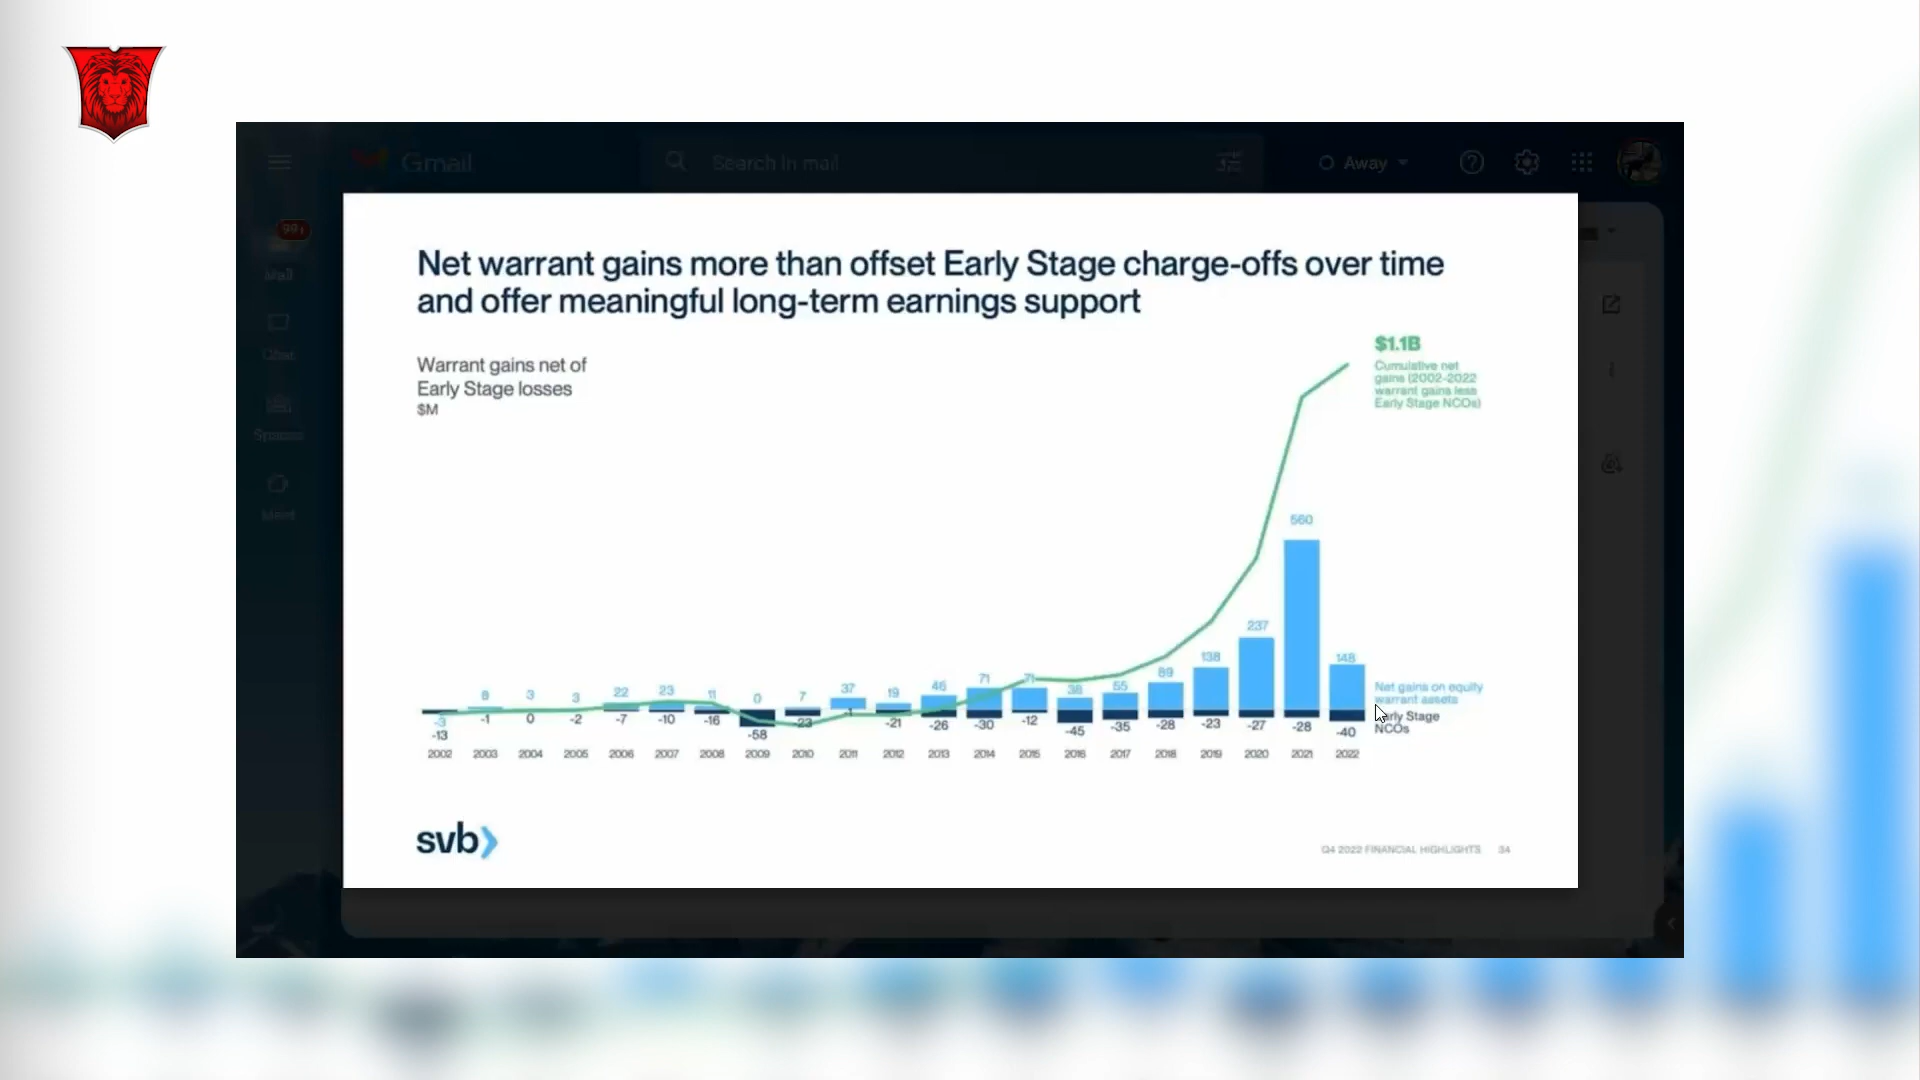 Gmail
Search in mail
Away
99+
Mail
Chat
Spaces
Meet
Net warrant gains more than offset Early Stage charge-offs over time
and offer meaningful long-term earnings support
Warrant gains net of
Early Stage losses
$M
$1.1B
Cumulative net
gains (2002-2022
warrant gains less
Early Stage NCOs)
-3 8 3 3 22 23 11 0 7 37 19 46 71 71 38 55 89 138 237 560 148
-13 -1 0 -2 -7 -10 -16 -58 -23 -1 -21 -26 -30 -12 -45 -35 -28 -23 -27 -28 -40
2002 2003 2004 2005 2006 2007 2008 2009 2010 2011 2012 2013 2014 2015 2016 2017 2018 2019 2020 2021 2022
Net gains on equity
warrant assets
Early Stage
NCOs
svb
Q4 2022 FINANCIAL HIGHLIGHTS 34